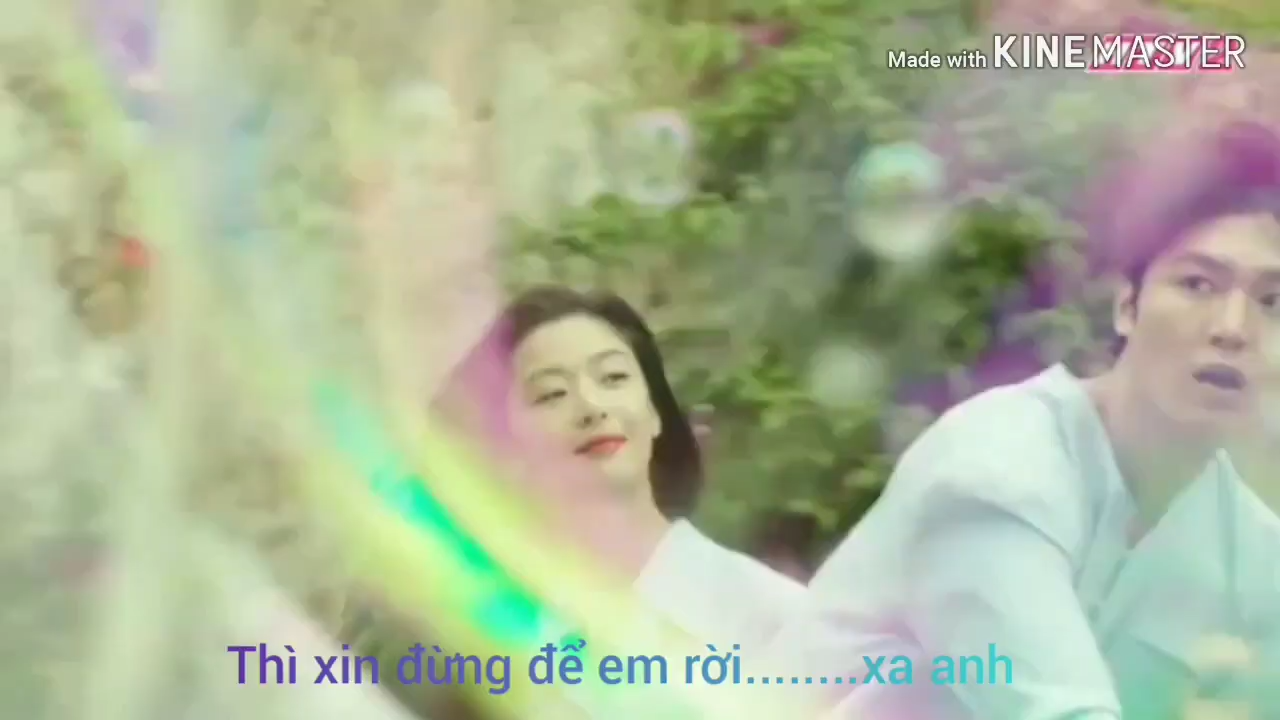 Made with KINEMASTER
Thì xin đừng để em rời........xa anh